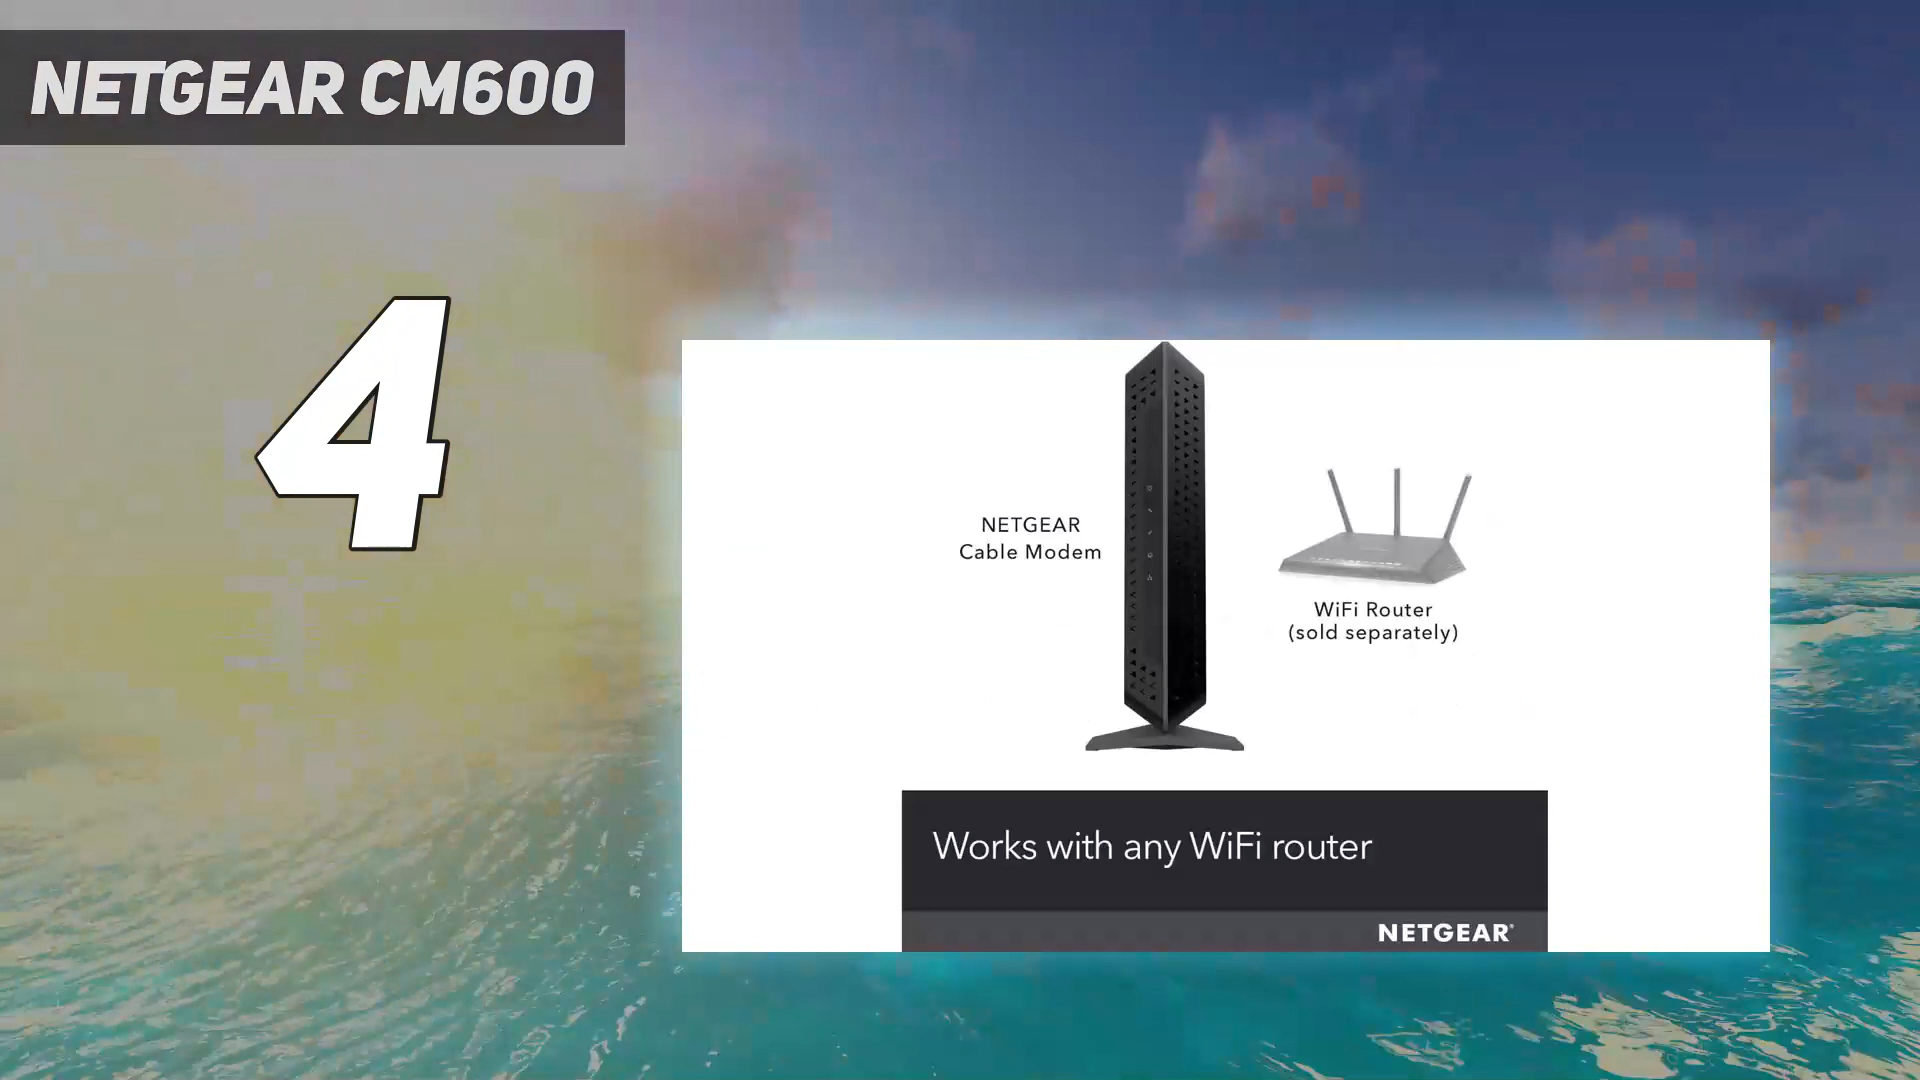 NETGEAR CM600
4
NETGEAR
Cable Modem
WiFi Router
(sold separately)
Works with any WiFi router
NETGEAR®